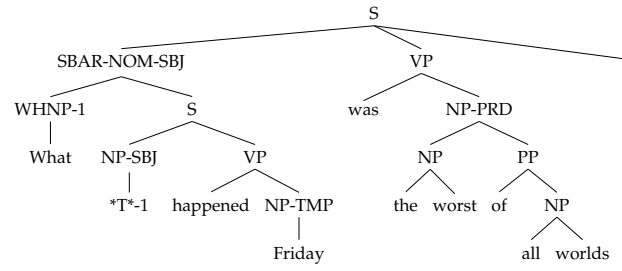 S
SBAR-NOM-SBJ VP
WHNP-1 S was NP-PRD
What NP-SBJ VP NP PP
*T*-1 happened NP-TMP the worst of NP
Friday all worlds